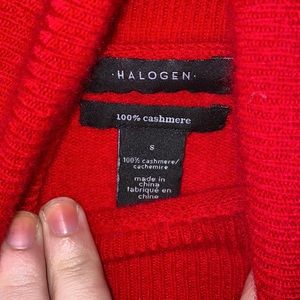 · HALOGEN ·
100% cashmere
S
100% cashmere/
cachemire
made in
china
fabriqué en
chine